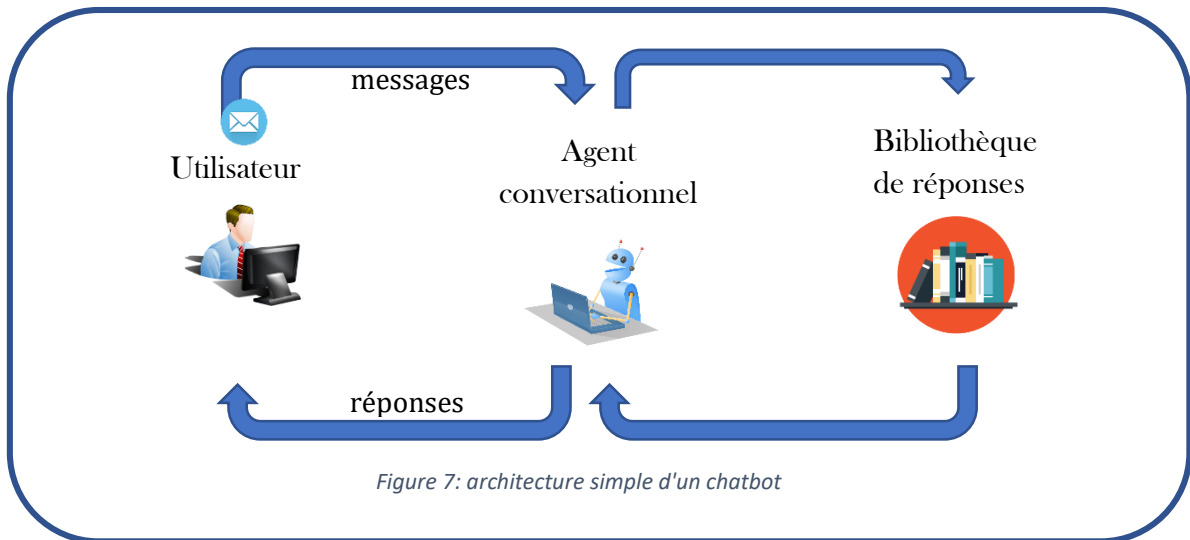 messages
Utilisateur
Agent
conversationnel
Bibliothèque
de réponses
réponses
Figure 7: architecture simple d'un chatbot